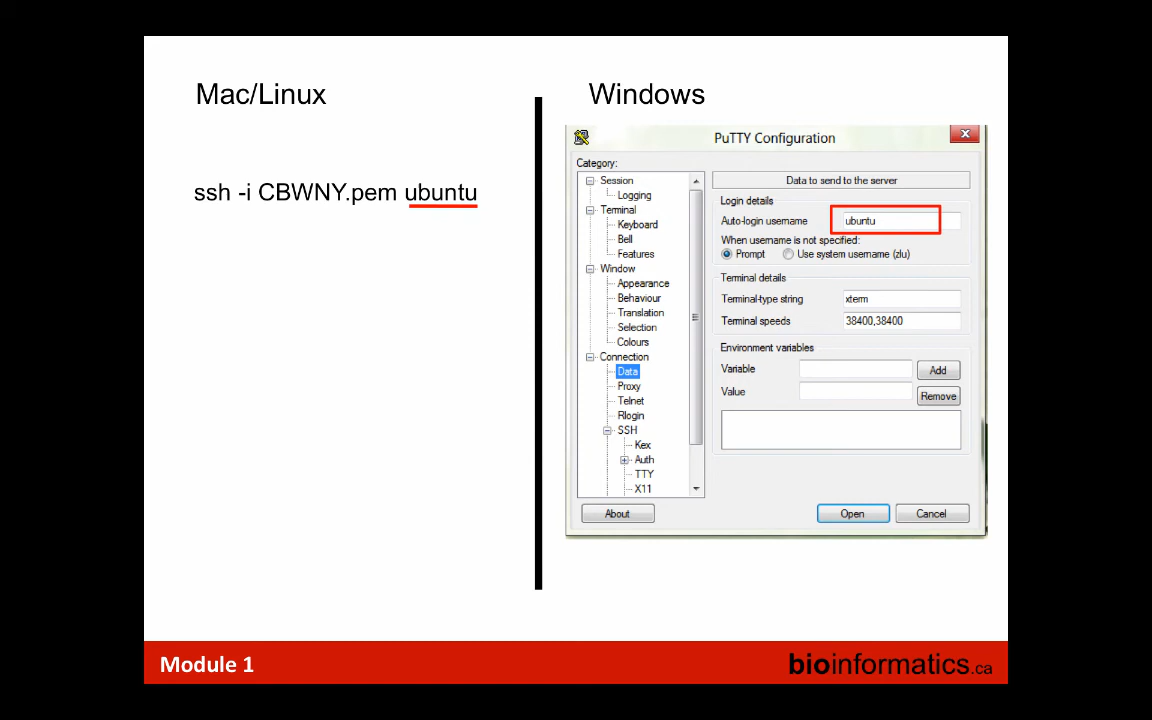 Mac/Linux
ssh -i CBWNY.pem ubuntu
Windows
PuTTY Configuration
Category:
Session
Logging
Terminal
Keyboard
Bell
Features
Window
Appearance
Behaviour
Translation
Selection
Colours
Connection
Data
Proxy
Telnet
Rlogin
SSH
Kex
Auth
TTY
X11
Data to send to the server
Login details
Auto-login username ubuntu
When username is not specified:
Prompt Use system username (zlu)
Terminal details
Terminal-type string xterm
Terminal speeds 38400,38400
Environment variables
Variable Add
Value Remove
About Open Cancel
Module 1 bioinformatics.ca